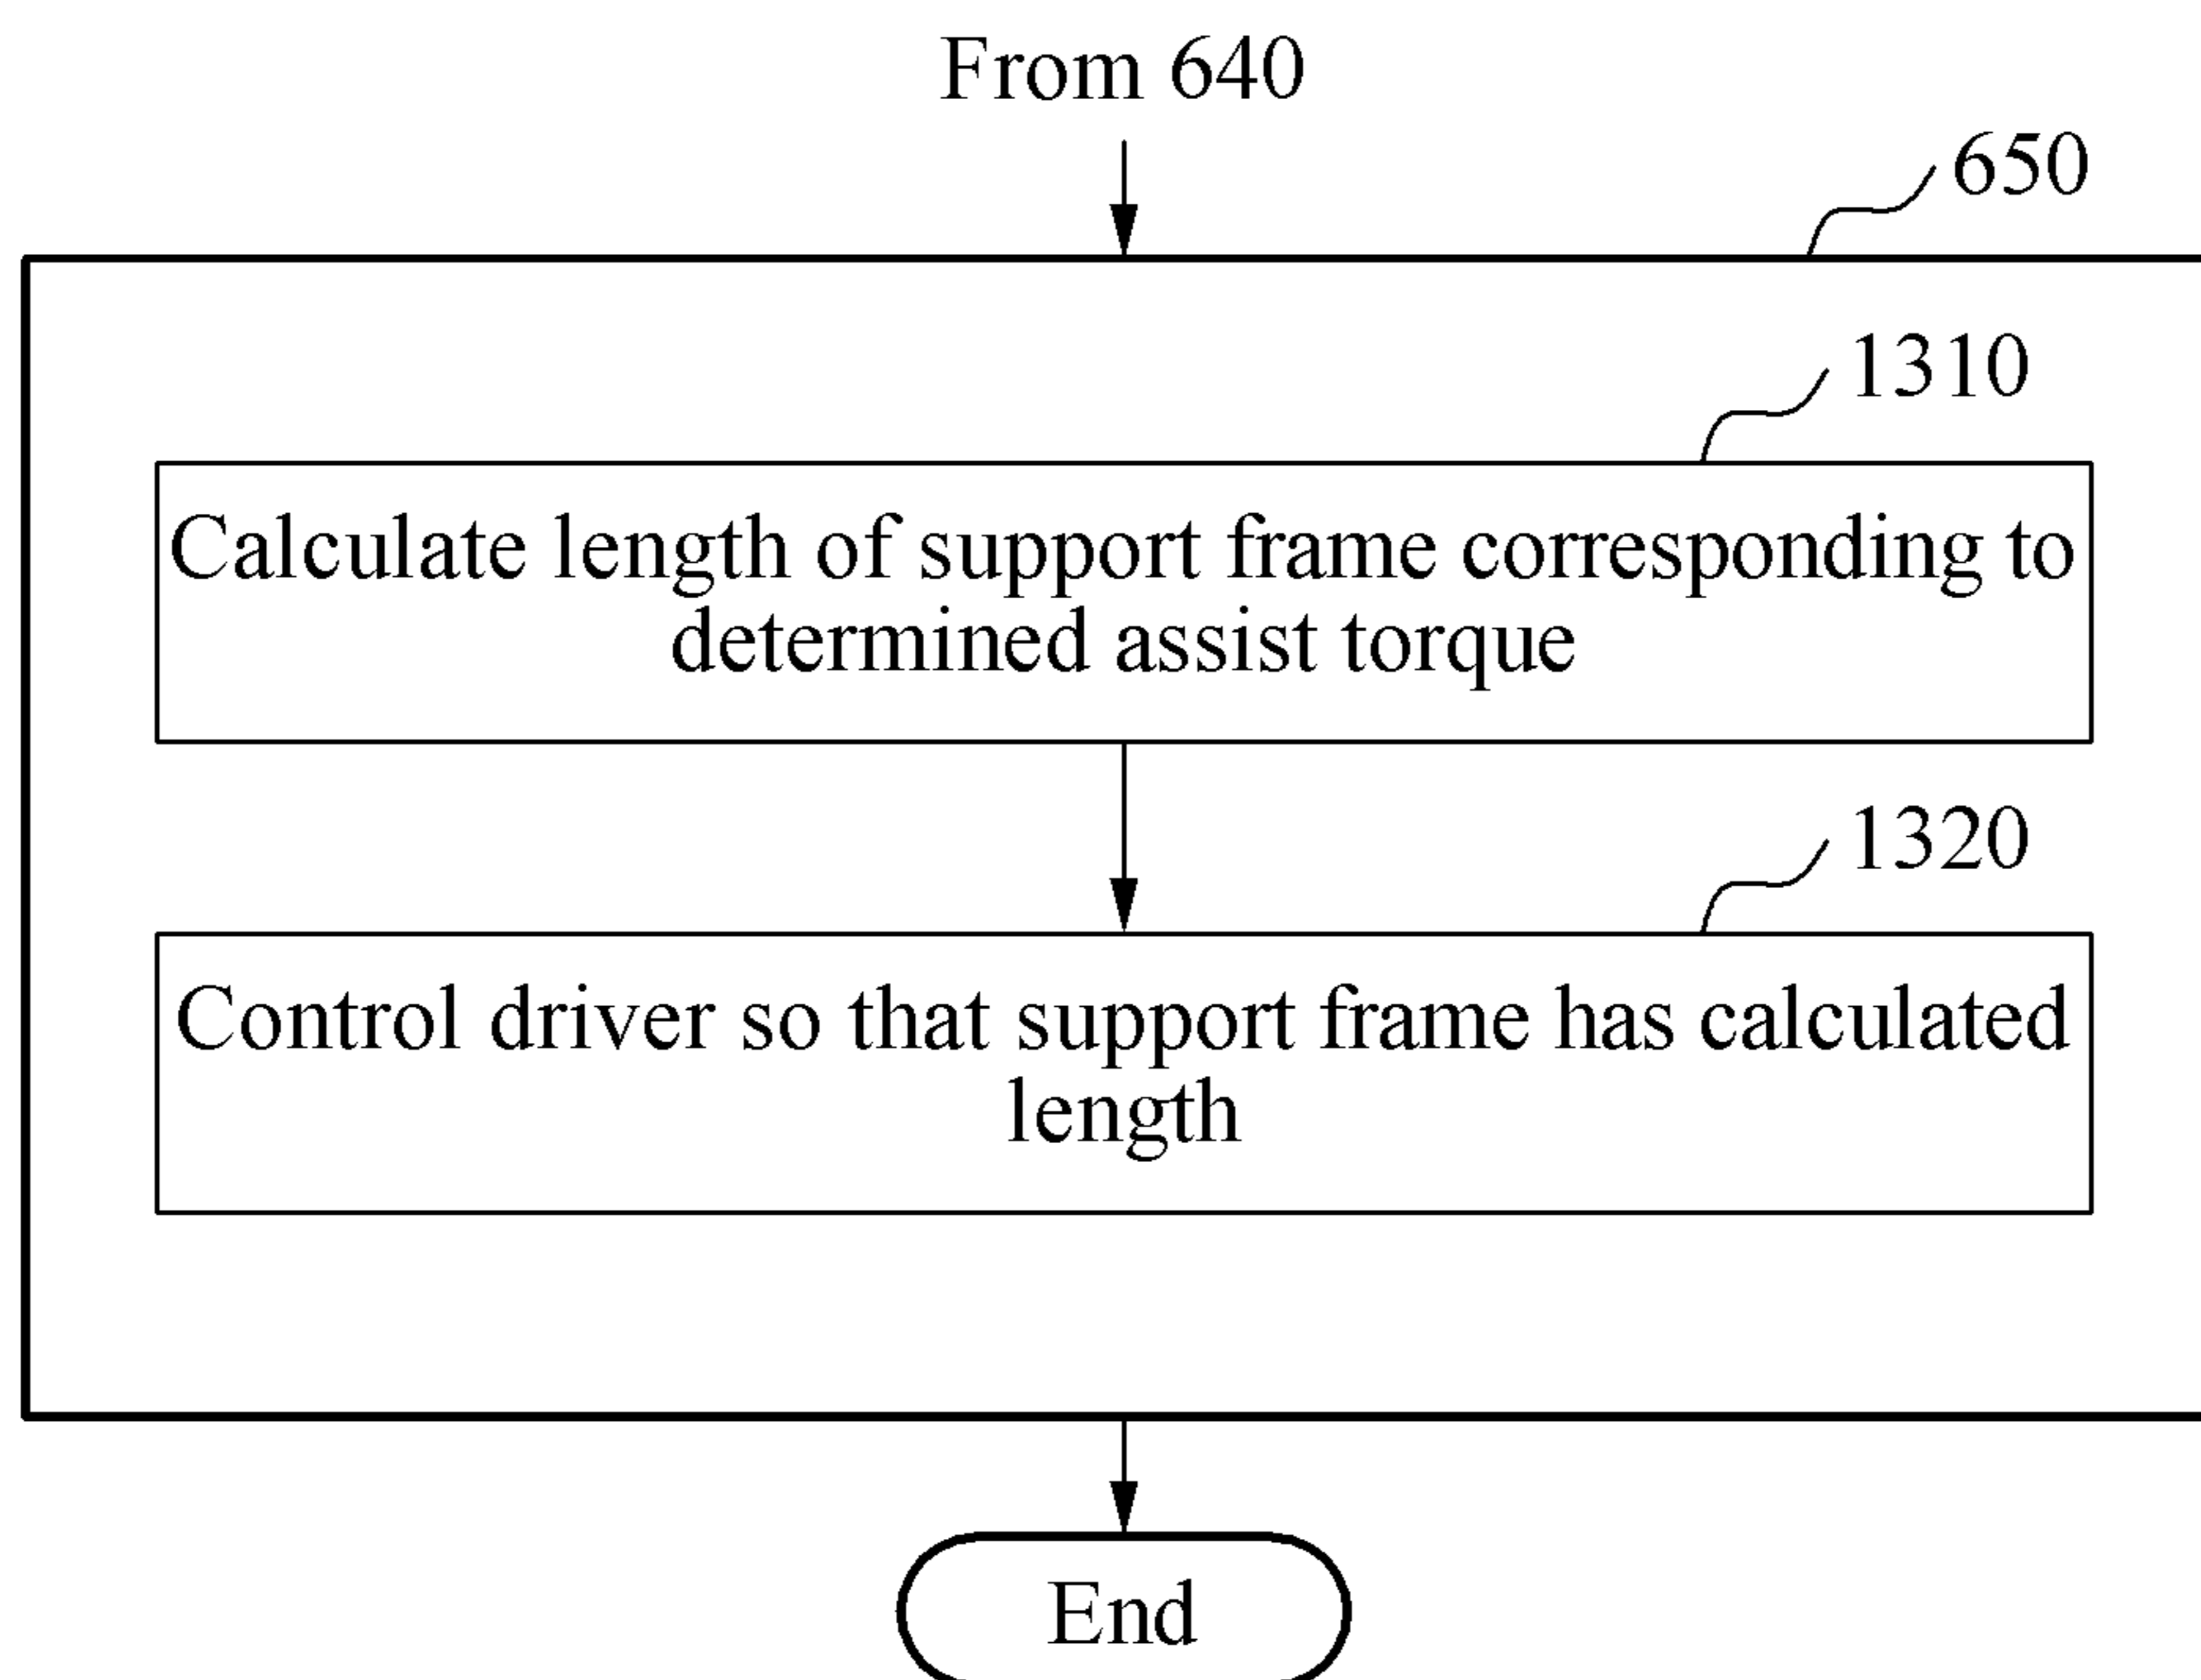 From 640
650
1310
Calculate length of support frame corresponding to
determined assist torque
1320
Control driver so that support frame has calculated
length
End